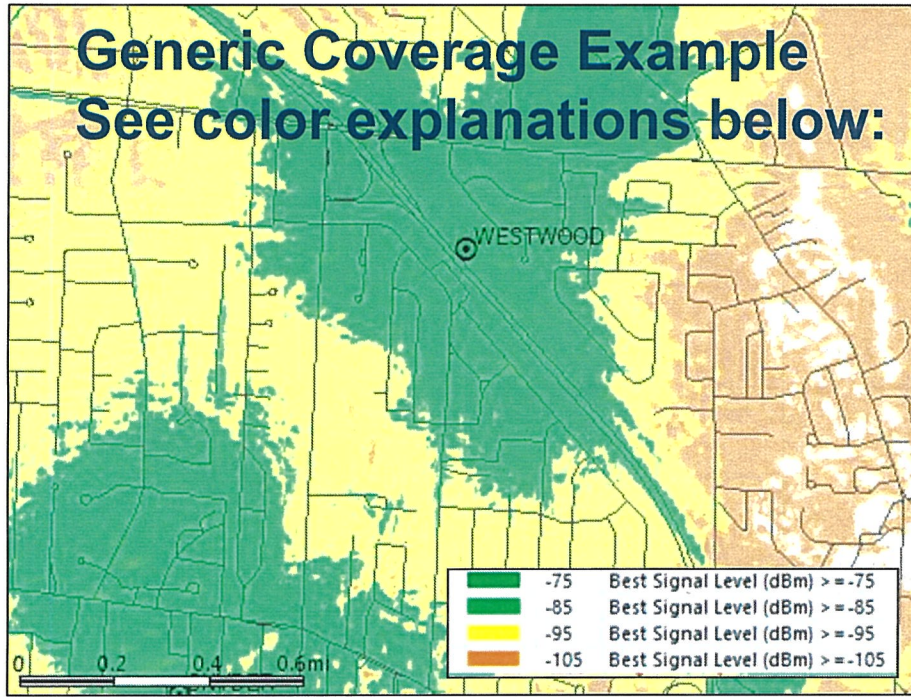 Generic Coverage Example
See color explanations below:
WESTWOOD
-75 Best Signal Level (dBm) >=-75
-85 Best Signal Level (dBm) >=-85
-95 Best Signal Level (dBm) >=-95
-105 Best Signal Level (dBm) >=-105
0 0.2 0.4 0.6mi